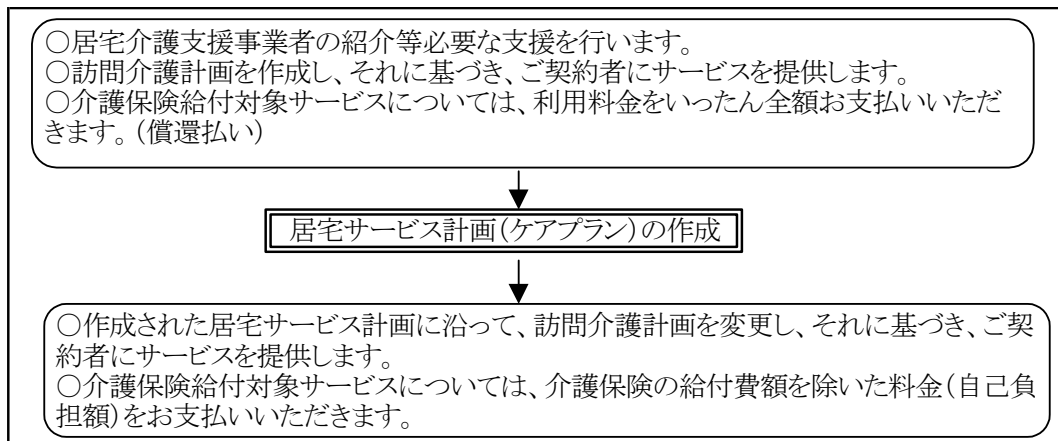 〇居宅介護支援事業者の紹介等必要な支援を行います。
〇訪問介護計画を作成し、それに基づき、ご契約者にサービスを提供します。
〇介護保険給付対象サービスについては、利用料金をいったん全額お支払いいただ
きます。(償還払い)
居宅サービス計画(ケアプラン)の作成
〇作成された居宅サービス計画に沿って、訪問介護計画を変更し、それに基づき、ご契
約者にサービスを提供します。
〇介護保険給付対象サービスについては、介護保険の給付費額を除いた料金(自己負
担額)をお支払いいただきます。